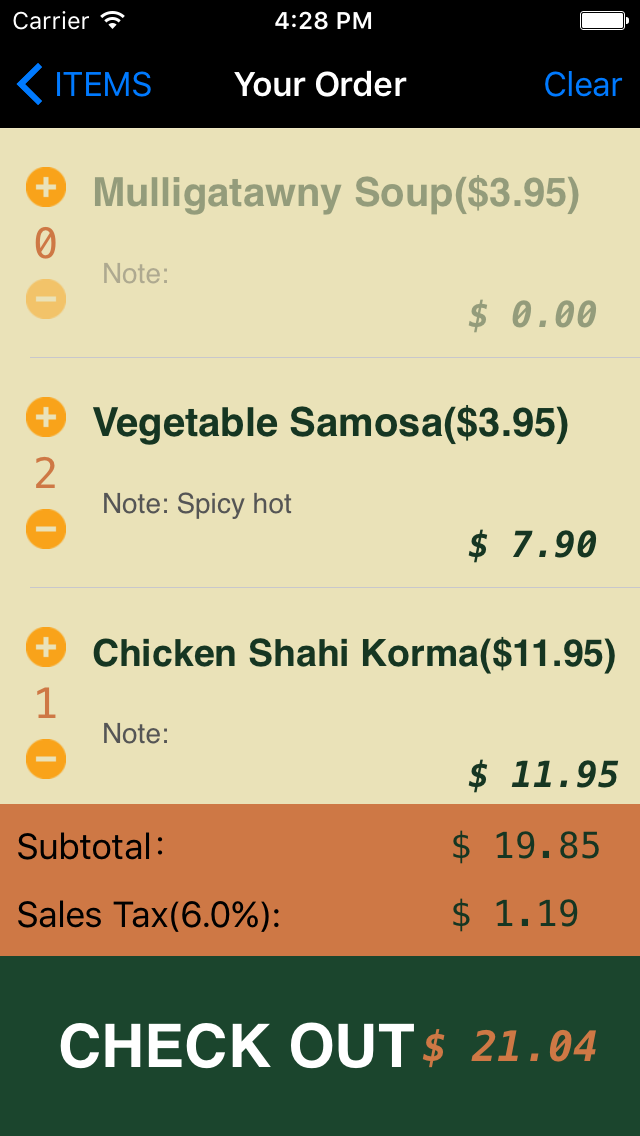 Carrier 4:28 PM
ITEMS Your Order Clear
Mulligatawny Soup($3.95)
0
Note:
$ 0.00
Vegetable Samosa($3.95)
2
Note: Spicy hot
$ 7.90
Chicken Shahi Korma($11.95)
1
Note:
$ 11.95
Subtotal: $ 19.85
Sales Tax(6.0%): $ 1.19
CHECK OUT $ 21.04